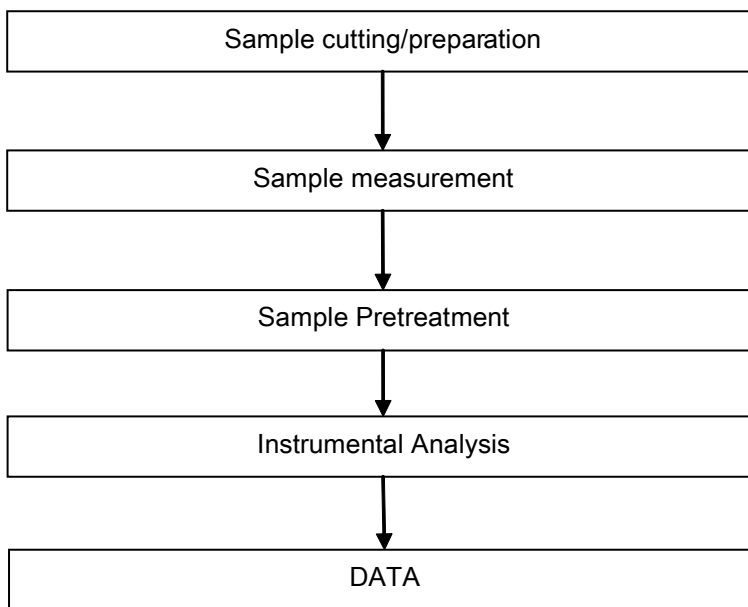 Sample cutting/preparation
Sample measurement
Sample Pretreatment
Instrumental Analysis
DATA